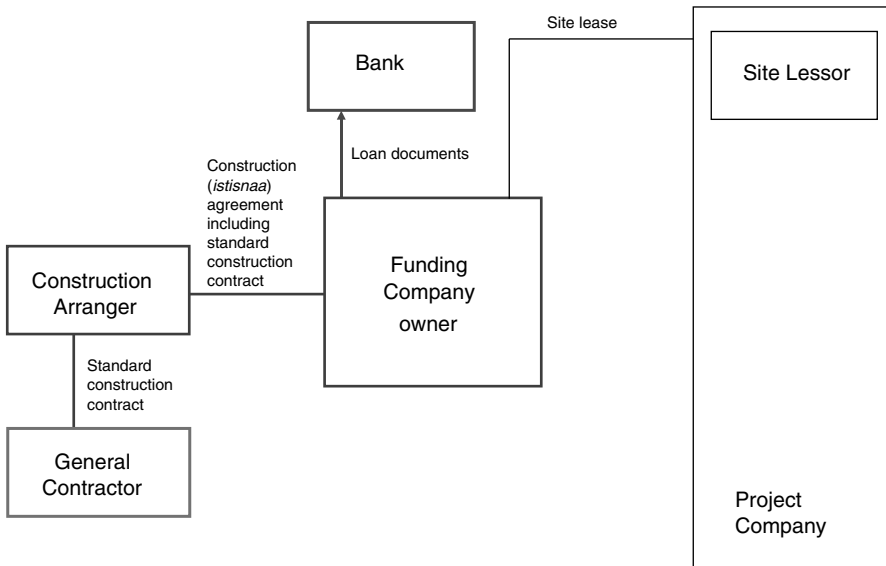 Site lease
Bank
Site Lessor
Loan documents
Construction
(istisnaa)
agreement
including
standard
construction
contract
Funding
Company
owner
Construction
Arranger
Standard
construction
contract
General
Contractor
Project
Company